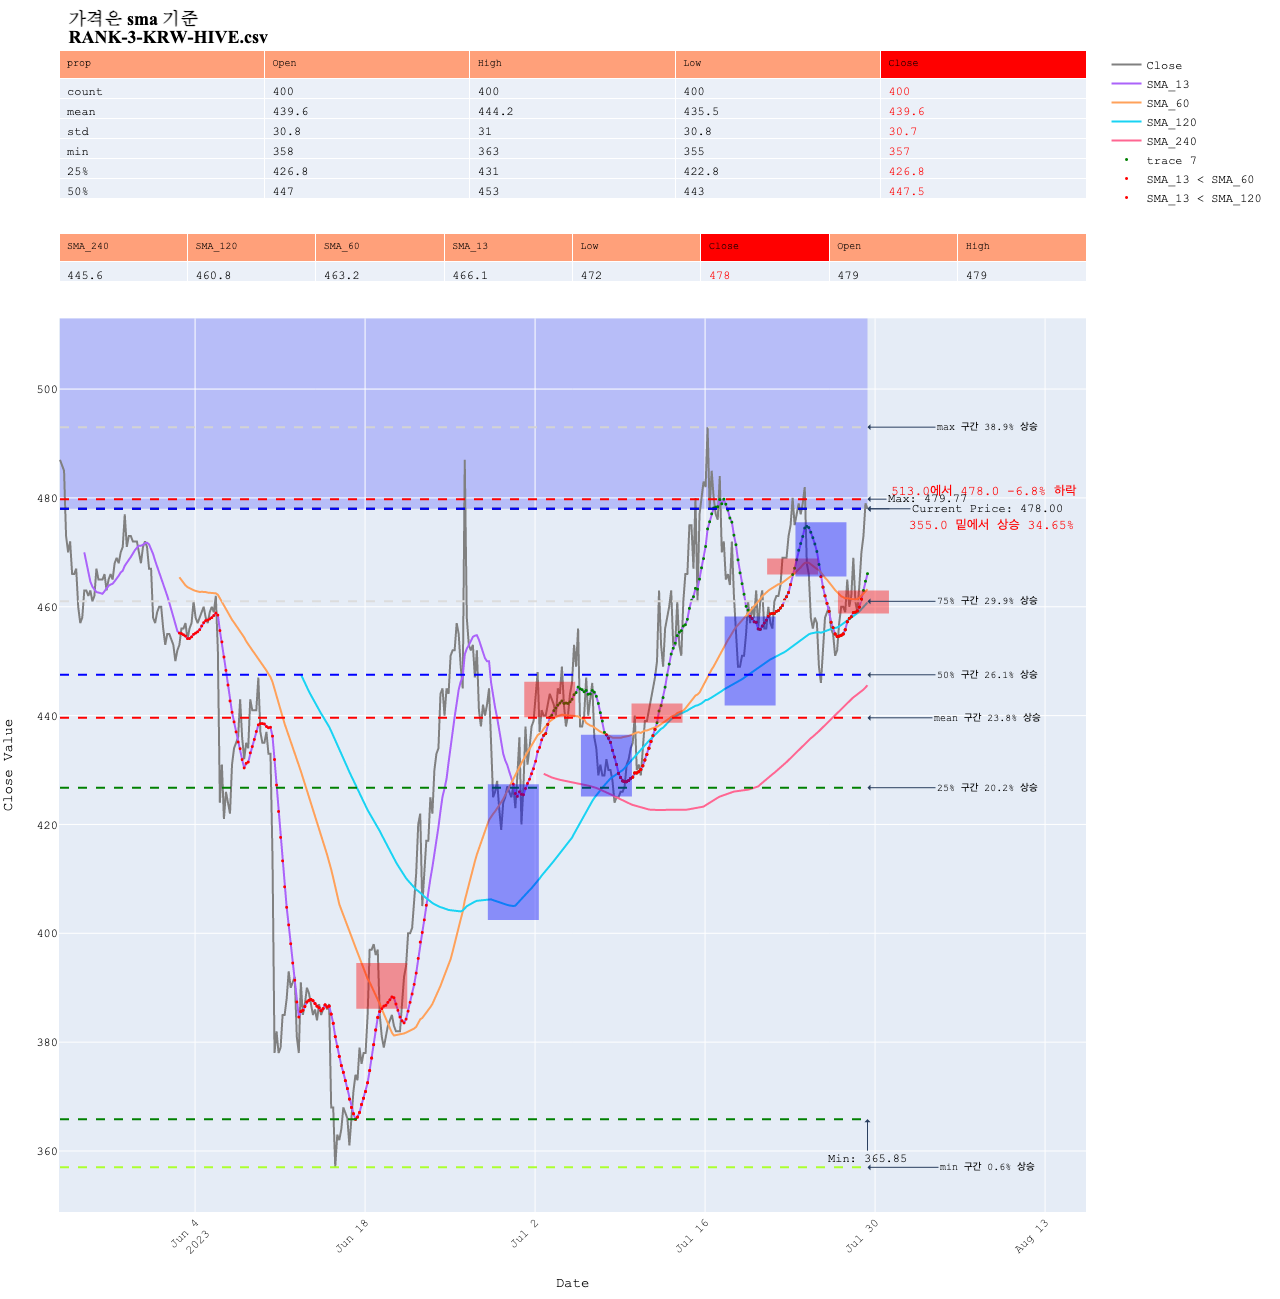 가격은 sma 기준
RANK-3-KRW-HIVE.csv
prop Open High Low Close
count 400 400 400 400
mean 439.6 444.2 435.5 439.6
std 30.8 31 30.8 30.7
min 358 363 355 357
25% 426.8 431 422.8 426.8
50% 447 453 443 447.5
SMA_240 SMA_120 SMA_60 SMA_13 Low Close Open High
445.6 460.8 463.2 466.1 472 478 479 479
Close
SMA_13
SMA_60
SMA_120
SMA_240
trace 7
SMA_13 < SMA_60
SMA_13 < SMA_120
500
480
460
440
420
400
380
360
Close Value
max 구간 38.9% 상승
513.0에서 478.0 -6.8% 하락
Max: 479.77
Current Price: 478.00
355.0 밑에서 상승 34.65%
75% 구간 29.9% 상승
50% 구간 26.1% 상승
mean 구간 23.8% 상승
25% 구간 20.2% 상승
Min: 365.85
min 구간 0.6% 상승
Jun 4
2023
Jun 18
Jul 2
Jul 16
Jul 30
Aug 13
Date